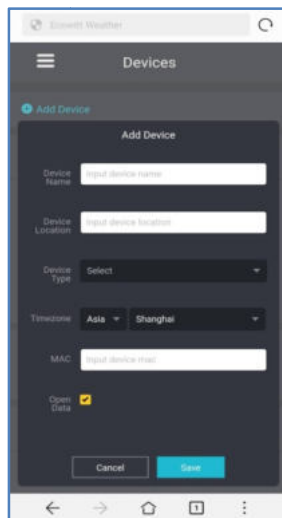 Ecowitt Weather
Devices
Add Device
Add Device
Device Name
Input device name
Device Location
Input device location
Device Type
Select
Timezone
Asia
Shanghai
MAC
Input device mac
Open Data
Cancel
Save
1